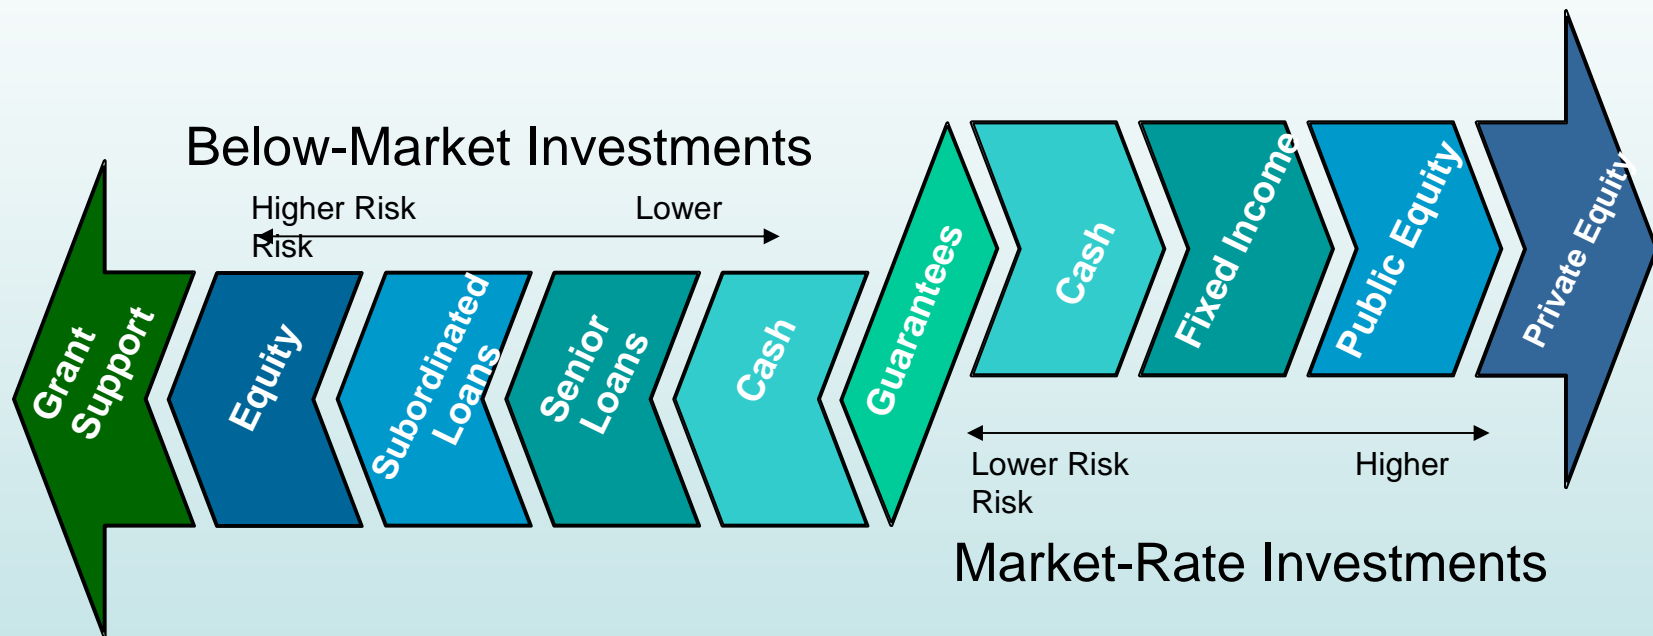 Below-Market Investments
Higher Risk Lower
Risk
Grant
Support
Equity
Subordinated
Loans
Senior
Loans
Cash
Guarantees
Cash
Fixed Income
Public Equity
Private Equity
Lower Risk Higher
Risk
Market-Rate Investments